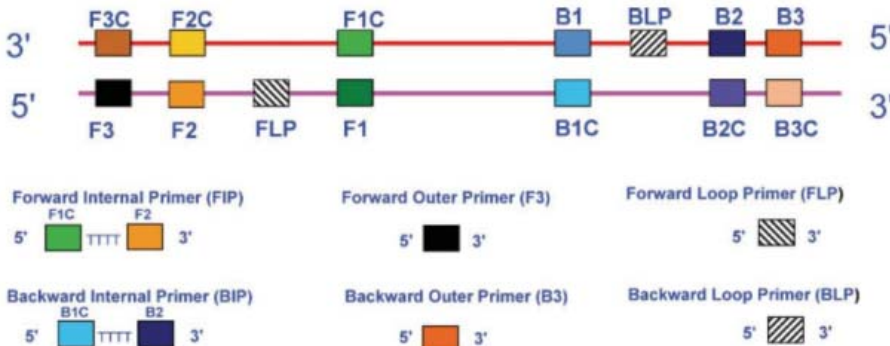 F3C F2C F1C B1 BLP B2 B3
3' 5'
5' 3'
F3 F2 FLP F1 B1C B2C B3C
Forward Internal Primer (FIP) Forward Outer Primer (F3) Forward Loop Primer (FLP)
F1C F2
5' TTTT 3' 5' 3' 5' 3'
Backward Internal Primer (BIP) Backward Outer Primer (B3) Backward Loop Primer (BLP)
B1C B2
5' TTTT 3' 5' 3' 5' 3'